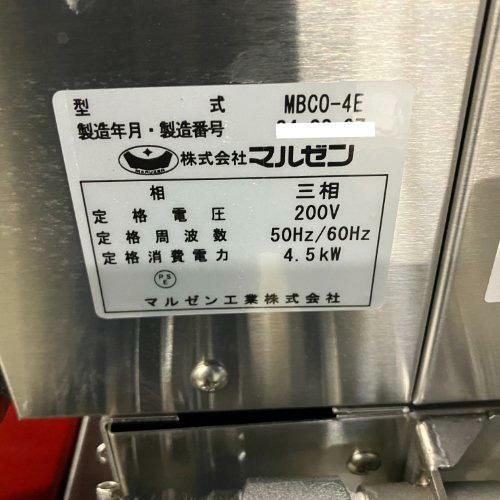 型 式 MBCO-4E
製造年月・製造番号
MARUZEN 株式会社マルゼン
相 三相
定格電圧 200V
定格周波数 50Hz/60Hz
定格消費電力 4.5kW
PS
E
マルゼン工業株式会社